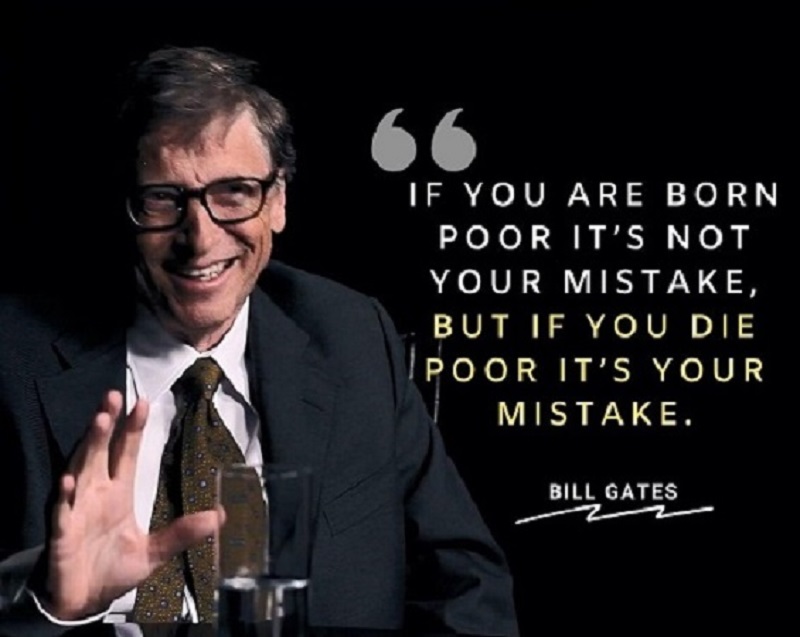 IF YOU ARE BORN
POOR IT'S NOT
YOUR MISTAKE,
BUT IF YOU DIE
POOR IT'S YOUR
MISTAKE.
BILL GATES